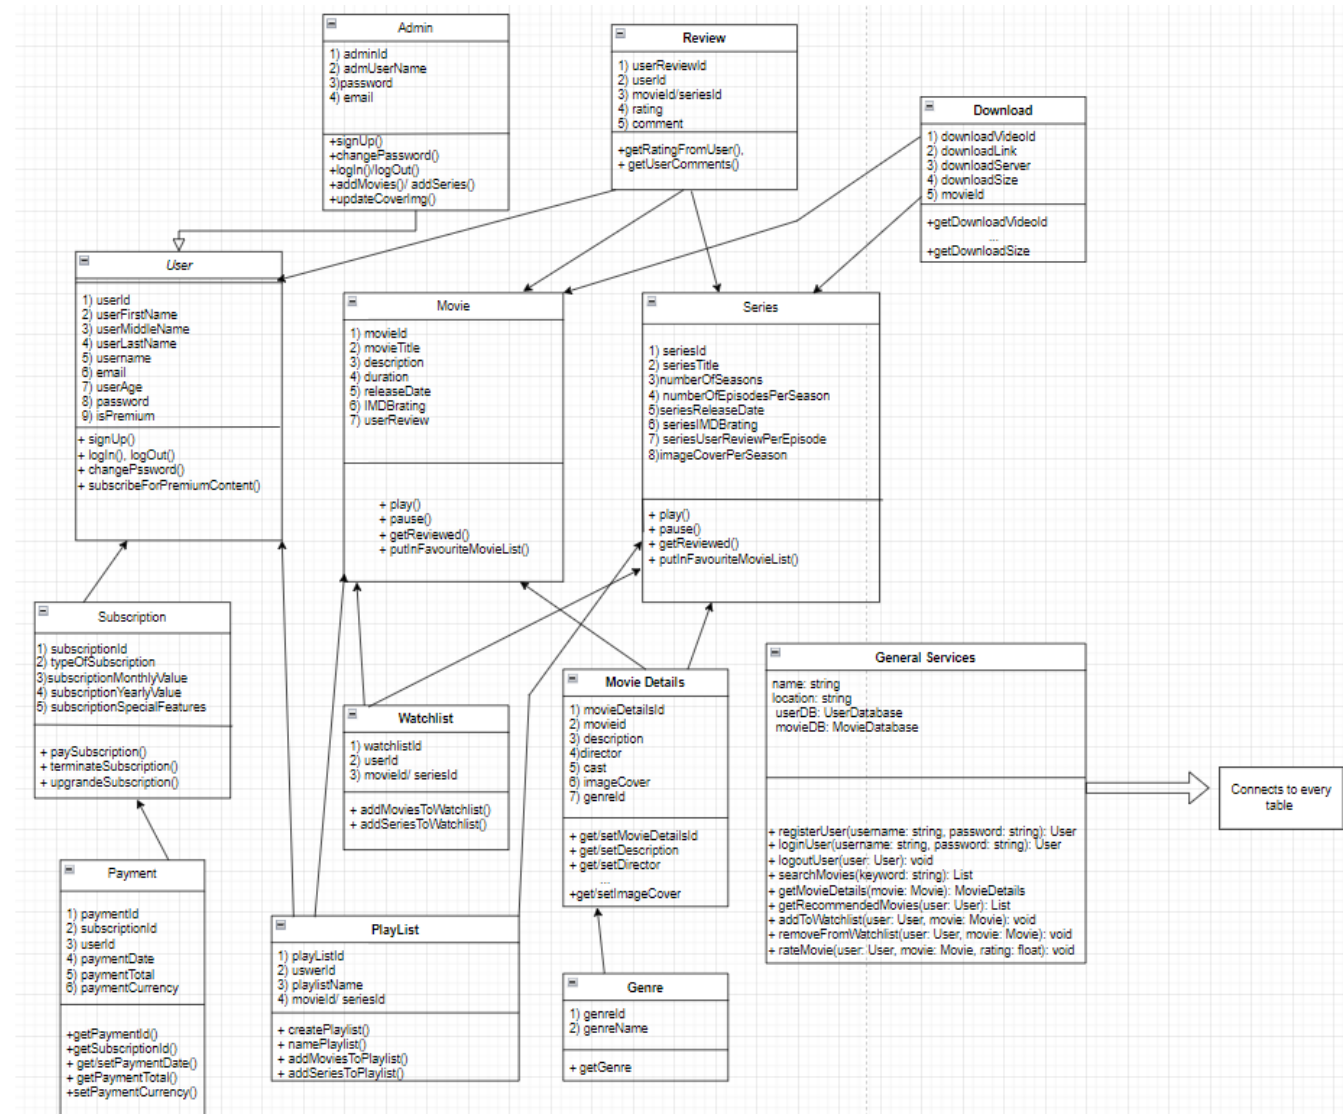 Admin
1) adminId
2) admUserName
3)password
4) email
+signUp()
+changePassword()
+logIn()/logOut()
+addMovies()/ addSeries()
+updateCoverImg()
Review
1) userReviewId
2) userId
3) movieId/seriesId
4) rating
5) comment
+getRatingFromUser(),
+ getUserComments()
Download
1) downloadVideoId
2) downloadLink
3) downloadServer
4) downloadSize
5) movieId
+getDownloadVideoId
...
+getDownloadSize
User
1) userId
2) userFirstName
3) userMiddleName
4) userLastName
5) username
6) email
7) userAge
8) password
9) isPremium
+ signUp()
+ logIn(), logOut()
+ changePssword()
+ subscribeForPremiumContent()
Movie
1) movieId
2) movieTitle
3) description
4) duration
5) releaseDate
6) IMDBrating
7) userReview
+ play()
+ pause()
+ getReviewed()
+ putInFavouriteMovieList()
Series
1) seriesId
2) seriesTitle
3)numberOfSeasons
4) numberOfEpisodesPerSeason
5)seriesReleaseDate
6) seriesIMDBrating
7) seriesUserReviewPerEpisode
8)imageCoverPerSeason
+ play()
+ pause()
+ getReviewed()
+ putInFavouriteMovieList()
Subscription
1) subscriptionId
2) typeOfSubscription
3)subscriptionMonthlyValue
4) subscriptionYearlyValue
5) subscriptionSpecialFeatures
+ paySubscription()
+ terminateSubscription()
+ upgrandeSubscription()
Watchlist
1) watchlistId
2) userId
3) movieId/ seriesId
+ addMoviesToWatchlist()
+ addSeriesToWatchlist()
Movie Details
1) movieDetailsId
2) movieid
3) description
4)director
5) cast
6) imageCover
7) genreId
+ get/setMovieDetailsId
+ get/setDescription
+ get/setDirector
...
+get/setImageCover
General Services
name: string
location: string
userDB: UserDatabase
movieDB: MovieDatabase
+ registerUser(username: string, password: string): User
+ loginUser(username: string, password: string): User
+ logoutUser(user: User): void
+ searchMovies(keyword: string): List
+ getMovieDetails(movie: Movie): MovieDetails
+ getRecommendedMovies(user: User): List
+ addToWatchlist(user: User, movie: Movie): void
+ removeFromWatchlist(user: User, movie: Movie): void
+ rateMovie(user: User, movie: Movie, rating: float): void
Connects to every
table
Payment
1) paymentId
2) subscriptionId
3) userId
4) paymentDate
5) paymentTotal
6) paymentCurrency
+getPaymentId()
+getSubscriptionId()
+ get/setPaymentDate()
+ getPaymentTotal()
+setPaymentCurrency()
PlayList
1) playListId
2) uswerId
3) playlistName
4) movieId/ seriesId
+ createPlaylist()
+ namePlaylist()
+ addMoviesToPlaylist()
+ addSeriesToPlaylist()
Genre
1) genreId
2) genreName
+ getGenre